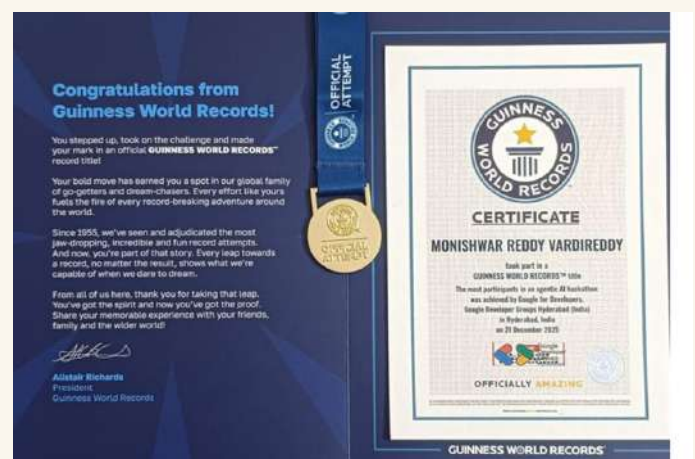 Congratulations from
Guinness World Records!
You stepped up, took on the challenge and made
your mark in an official GUINNESS WORLD RECORDS™
record title!
Your bold move has earned you a spot in our global family
of go-getters and dream-chasers. Every effort like yours
fuels the fire of every record-breaking adventure around
the world.
Since 1955, we've seen and adjudicated the most
jaw-dropping, incredible and fun record attempts.
And now, you're part of that story. Every leap towards
a record, no matter the result, shows what we're
capable of when we dare to dream.
From all of us here, thank you for taking that leap.
You've got the spirit and now you've got the proof.
Share your memorable experience with your friends,
family and the wider world!
Alistair Richards
President
Guinness World Records
OFFICIAL
ATTEMPT
OFFICIAL
ATTEMPT
GUINNESS
WORLD RECORDS
CERTIFICATE
MONISHWAR REDDY VARDIREDDY
took part in a
GUINNESS WORLD RECORDS™ title
The most participants in an agentic AI hackathon
was achieved by Google for Developers,
Google Developer Groups Hyderabad (India)
in Hyderabad, India
on 21 December 2025
OFFICIALLY AMAZING
GUINNESS WORLD RECORDS